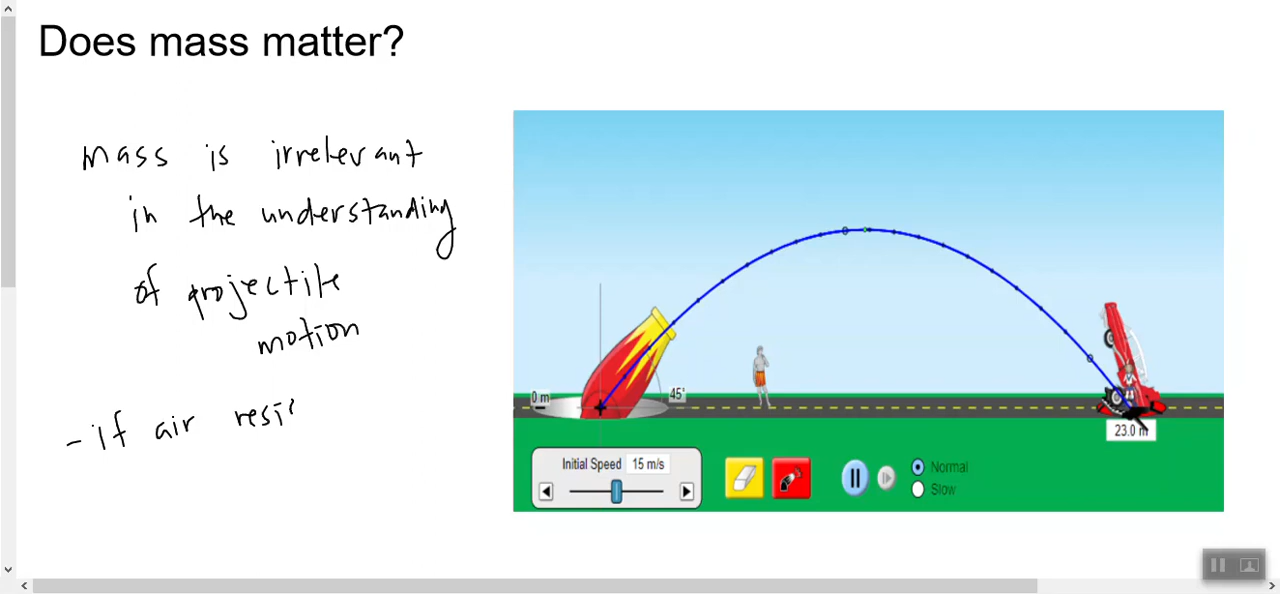 Does mass matter?
mass is irrelevant
in the understanding
of projectile
motion
- if air resi
0 m
45°
23.0 m
Initial Speed 15 m/s
Normal
Slow